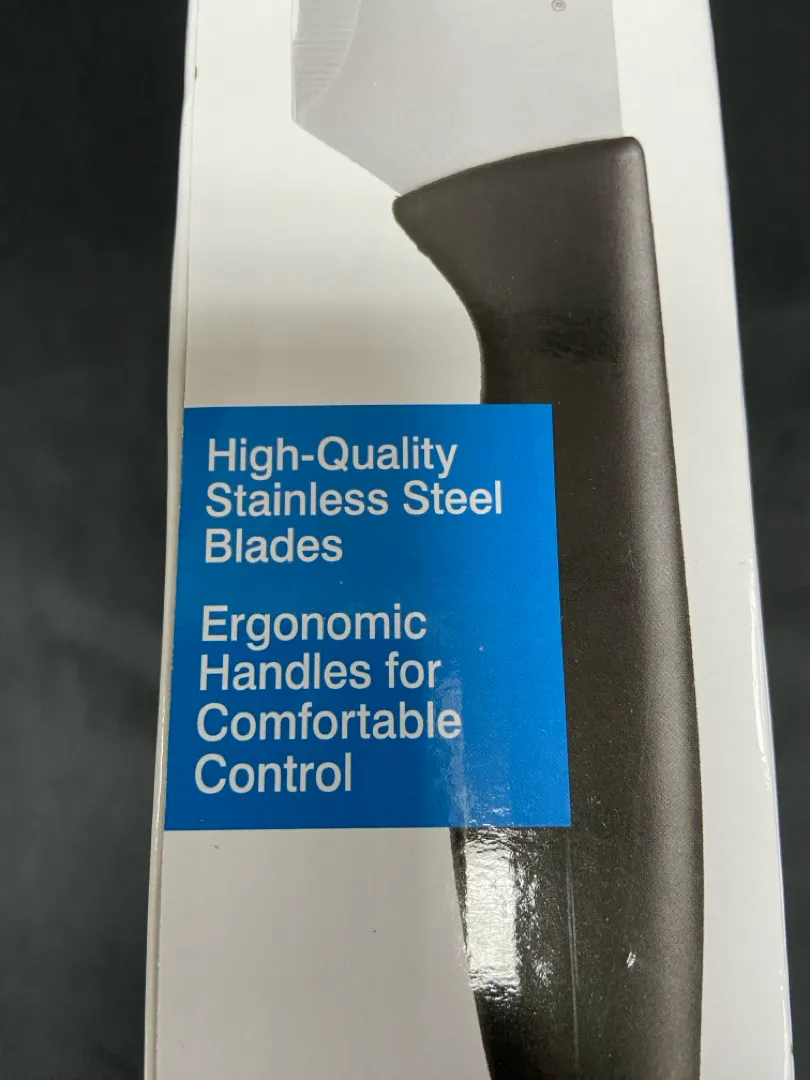 ®
High-Quality
Stainless Steel
Blades
Ergonomic
Handles for
Comfortable
Control